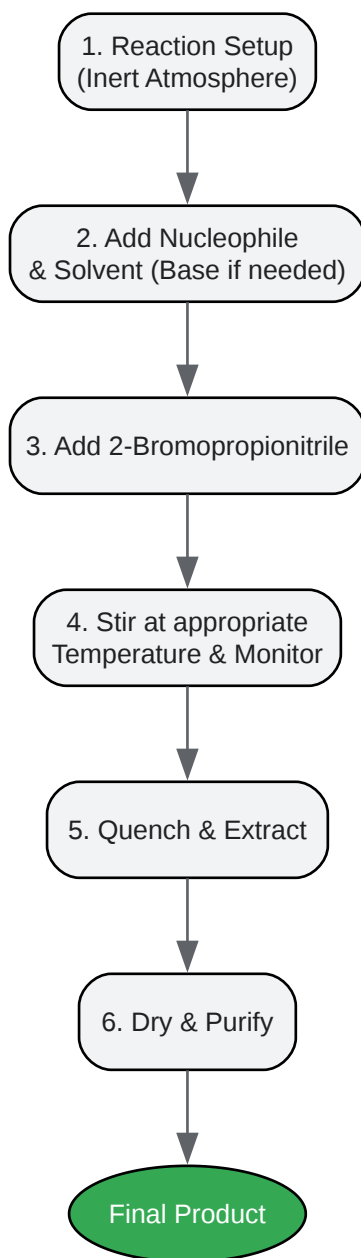 1. Reaction Setup
(Inert Atmosphere)
2. Add Nucleophile
& Solvent (Base if needed)
3. Add 2-Bromopropionitrile
4. Stir at appropriate
Temperature & Monitor
5. Quench & Extract
6. Dry & Purify
Final Product